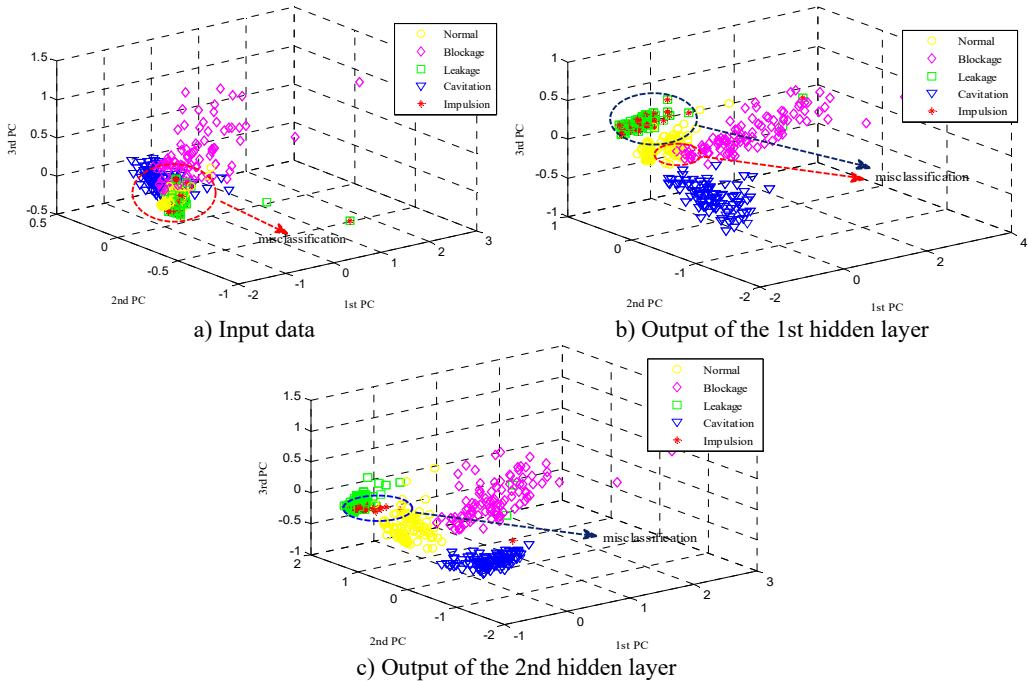 1.5
1
0.5
0
-0.5
3rd PC
0.5
0
-0.5
-1
2nd PC
-2
-1
0
1
2
3
1st PC
Normal
Blockage
Leakage
Cavitation
Impulsion
misclassification
a) Input data
1
0.5
0
-0.5
-1
3rd PC
1
0
-1
-2
2nd PC
-2
0
2
4
1st PC
Normal
Blockage
Leakage
Cavitation
Impulsion
misclassification
b) Output of the 1st hidden layer
1.5
1
0.5
0
-0.5
-1
3rd PC
2
1
0
-1
-2
2nd PC
-1
0
1
2
3
1st PC
Normal
Blockage
Leakage
Cavitation
Impulsion
misclassification
c) Output of the 2nd hidden layer